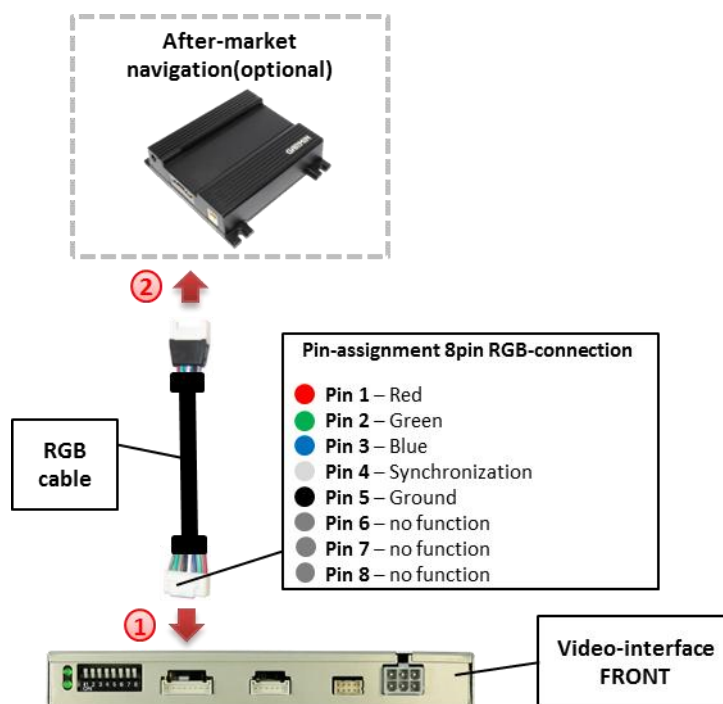 After-market
navigation(optional)
GARMIN
2
RGB
cable
Pin-assignment 8pin RGB-connection
Pin 1 – Red
Pin 2 – Green
Pin 3 – Blue
Pin 4 – Synchronization
Pin 5 – Ground
Pin 6 – no function
Pin 7 – no function
Pin 8 – no function
1
Video-interface
FRONT